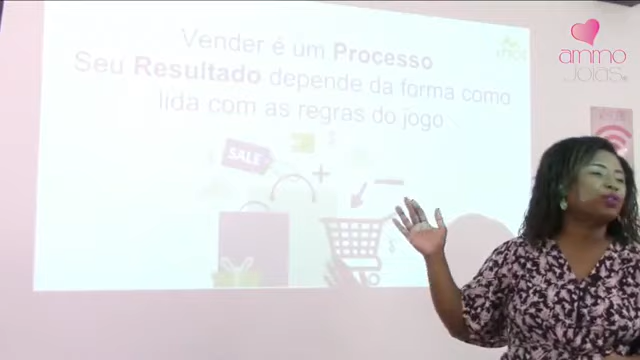 Vender é um Processo
Seu Resultado depende da forma como
lida com as regras do jogo
SALE
ammo
Joias